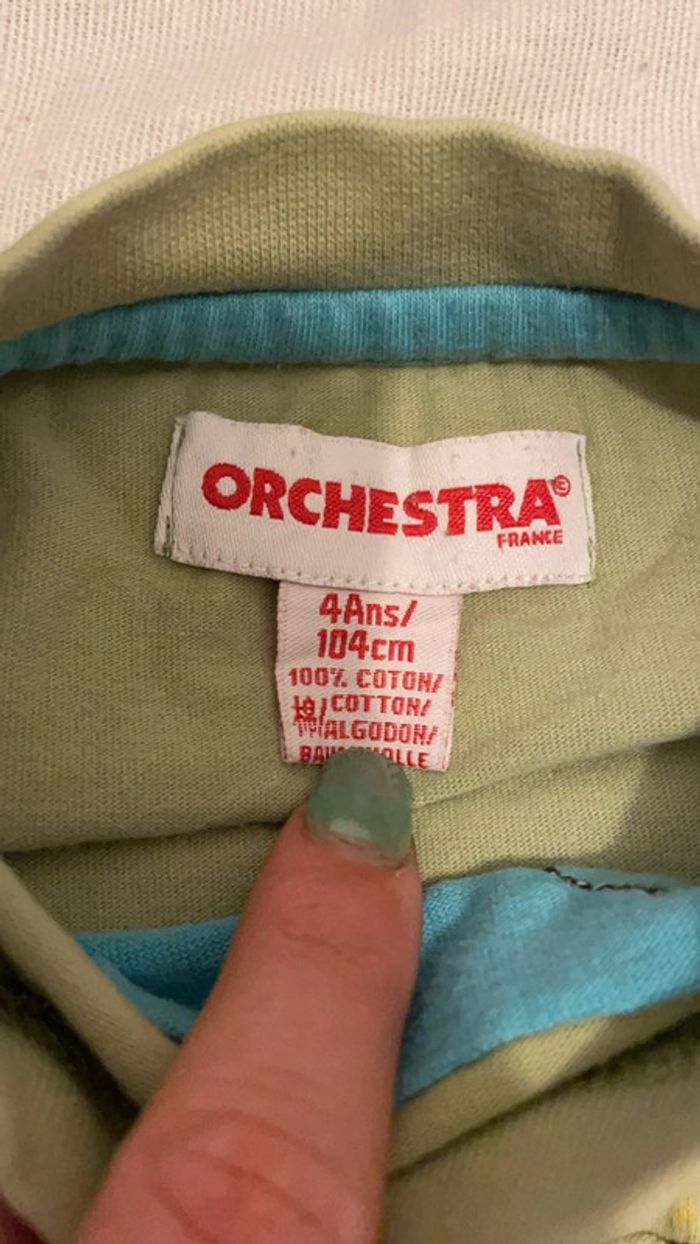 ORCHESTRA®
FRANCE
4Ans/
104cm
100% COTON/
COTTON/
ALGODON/